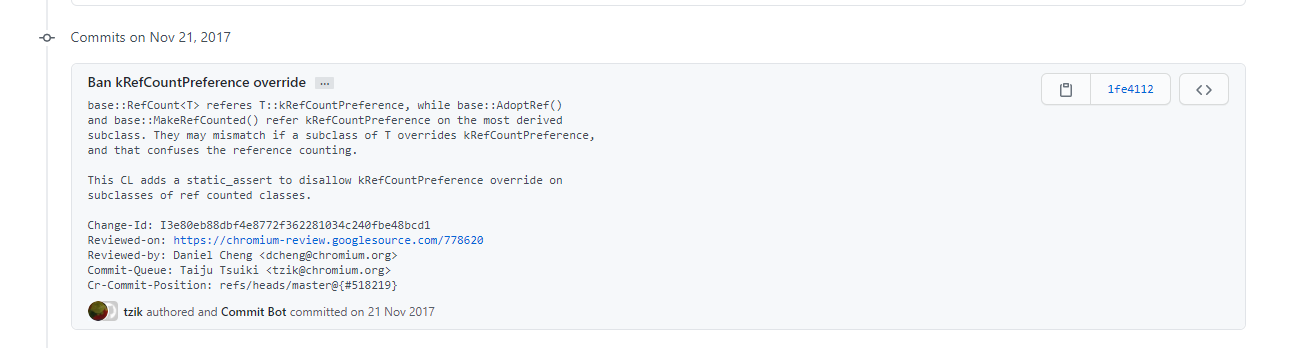 Commits on Nov 21, 2017
Ban kRefCountPreference override ...
1fe4112
base::RefCount<T> referes T::kRefCountPreference, while base::AdoptRef()
and base::MakeRefCounted() refer kRefCountPreference on the most derived
subclass. They may mismatch if a subclass of T overrides kRefCountPreference,
and that confuses the reference counting.
This CL adds a static_assert to disallow kRefCountPreference override on
subclasses of ref counted classes.
Change-Id: I3e80eb88dbf4e8772f362281034c240fbe48bcd1
Reviewed-on: https://chromium-review.googlesource.com/778620
Reviewed-by: Daniel Cheng <dcheng@chromium.org>
Commit-Queue: Taiju Tsuiki <tzik@chromium.org>
Cr-Commit-Position: refs/heads/master@{#518219}
tzik authored and Commit Bot committed on 21 Nov 2017